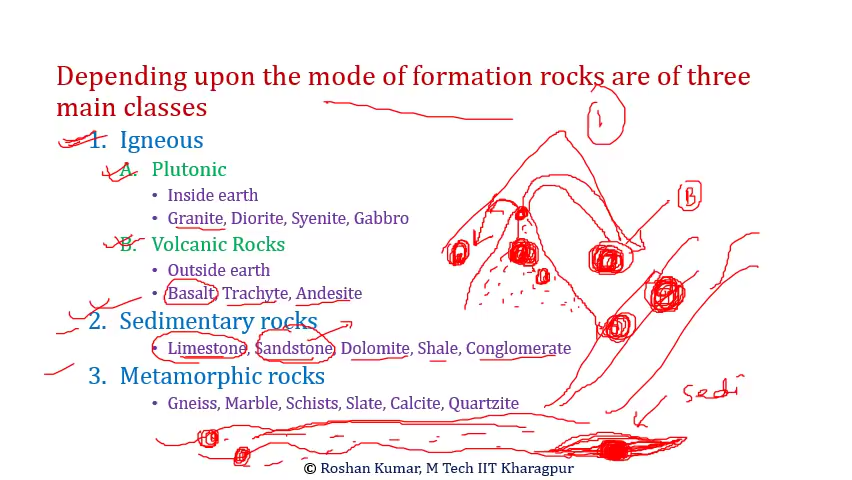 Depending upon the mode of formation rocks are of three
main classes
1
1. Igneous
A. Plutonic
• Inside earth
• Granite, Diorite, Syenite, Gabbro
B
B. Volcanic Rocks
• Outside earth
• Basalt, Trachyte, Andesite
2. Sedimentary rocks
• Limestone, Sandstone, Dolomite, Shale, Conglomerate
3. Metamorphic rocks
Sedi
• Gneiss, Marble, Schists, Slate, Calcite, Quartzite
© Roshan Kumar, M Tech IIT Kharagpur